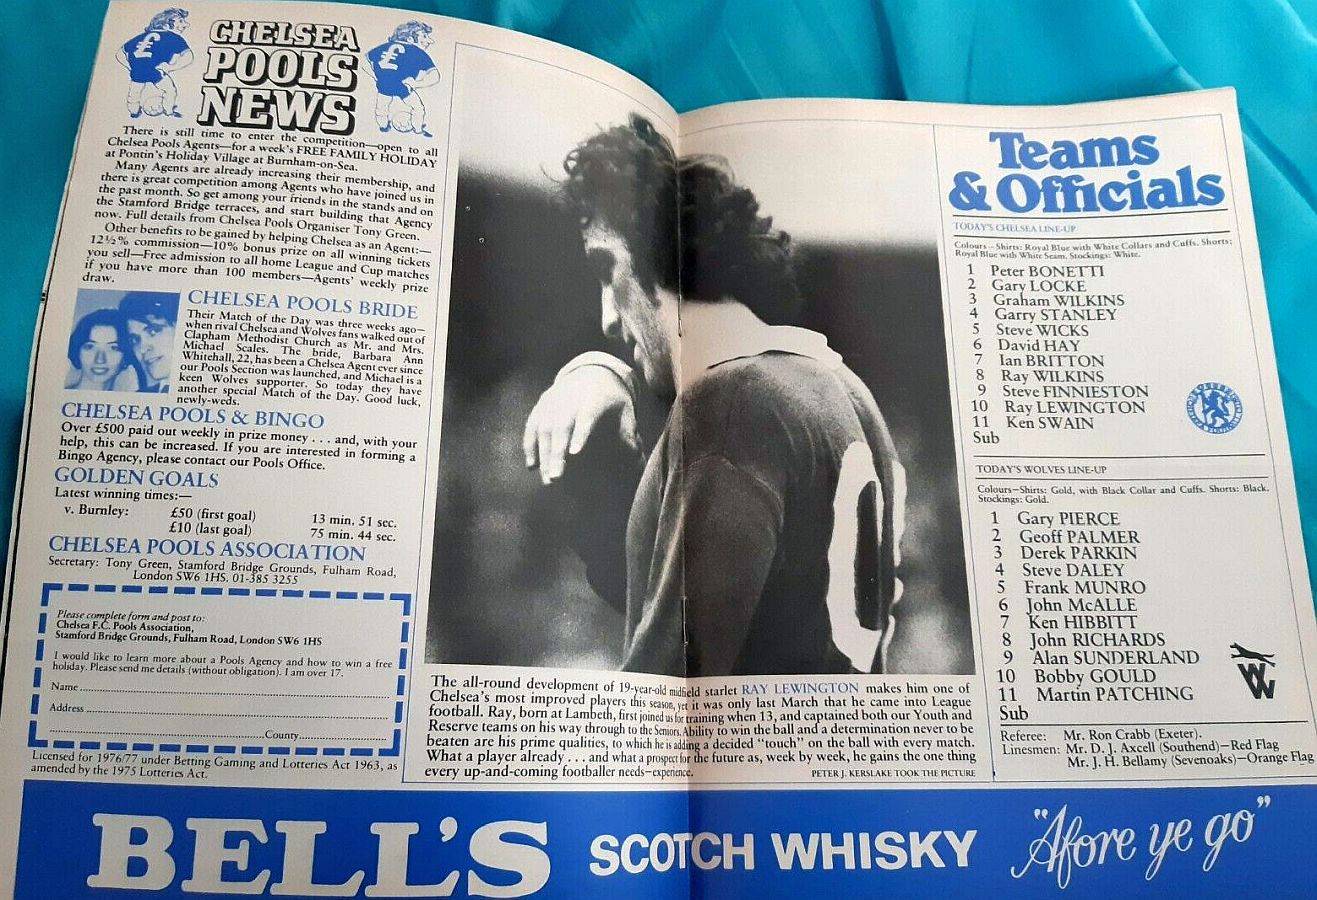 CHELSEA
POOLS
NEWS
There is still time to enter the competition—open to all
Chelsea Pools Agents—for a week's FREE FAMILY HOLIDAY
at Pontin's Holiday Village at Burnham-on-Sea.
Many Agents are already increasing their membership, and
there is great competition among Agents who have joined us in
the past month. So get among your friends in the stands and on
the Stamford Bridge terraces, and start building that Agency
now. Full details from Chelsea Pools Organiser Tony Green.
Other benefits to be gained by helping Chelsea as an Agent:—
12½% commission—10% bonus prize on all winning tickets
you sell—Free admission to all home League and Cup matches
if you have more than 100 members—Agents' weekly prize
draw.
CHELSEA POOLS BRIDE
Their Match of the Day was three weeks ago—
when rival Chelsea and Wolves fans walked out of
Clapham Methodist Church as Mr. and Mrs.
Michael Scales. The bride, Barbara Ann
Whitehall, 22, has been a Chelsea Agent ever since
our Pools Section was launched, and Michael is a
keen Wolves supporter. So today they have
another special Match of the Day. Good luck,
newly-weds.
CHELSEA POOLS & BINGO
Over £500 paid out weekly in prize money . . . and, with your
help, this can be increased. If you are interested in forming a
Bingo Agency, please contact our Pools Office.
GOLDEN GOALS
Latest winning times:—
v. Burnley: £50 (first goal) 13 min. 51 sec.
£10 (last goal) 75 min. 44 sec.
CHELSEA POOLS ASSOCIATION
Secretary: Tony Green, Stamford Bridge Grounds, Fulham Road,
London SW6 1HS. 01-385 3255
Please complete form and post to:
Chelsea F.C. Pools Association,
Stamford Bridge Grounds, Fulham Road, London SW6 1HS
I would like to learn more about a Pools Agency and how to win a free
holiday. Please send me details (without obligation). I am over 17.
Name
Address
County
Licensed for 1976/77 under Betting Gaming and Lotteries Act 1963, as
amended by the 1975 Lotteries Act.
£
£
The all-round development of 19-year-old midfield starlet RAY LEWINGTON makes him one of
Chelsea's most improved players this season, yet it was only last March that he came into League
football. Ray, born at Lambeth, first joined us for training when 13, and captained both our Youth and
Reserve teams on his way through to the Seniors. Ability to win the ball and a determination never to be
beaten are his prime qualities, to which he is adding a decided "touch" on the ball with every match.
What a player already . . . and what a prospect for the future as, week by week, he gains the one thing
every up-and-coming footballer needs—experience.
PETER J. KERSLAKE TOOK THE PICTURE
Teams
& Officials
TODAY'S CHELSEA LINE-UP
Colours—Shirts: Royal Blue with White Collars and Cuffs. Shorts:
Royal Blue with White Seam. Stockings: White.
1 Peter BONETTI
2 Gary LOCKE
3 Graham WILKINS
4 Garry STANLEY
5 Steve WICKS
6 David HAY
7 Ian BRITTON
8 Ray WILKINS
9 Steve FINNIESTON
10 Ray LEWINGTON
11 Ken SWAIN
Sub
TODAY'S WOLVES LINE-UP
Colours—Shirts: Gold, with Black Collar and Cuffs. Shorts: Black.
Stockings: Gold.
1 Gary PIERCE
2 Geoff PALMER
3 Derek PARKIN
4 Steve DALEY
5 Frank MUNRO
6 John McALLE
7 Ken HIBBITT
8 John RICHARDS
9 Alan SUNDERLAND
10 Bobby GOULD
11 Martin PATCHING
Sub
W
W
Referee: Mr. Ron Crabb (Exeter).
Linesmen: Mr. D. J. Axcell (Southend)—Red Flag
Mr. J. H. Bellamy (Sevenoaks)—Orange Flag
BELL'S SCOTCH WHISKY "Afore ye go"